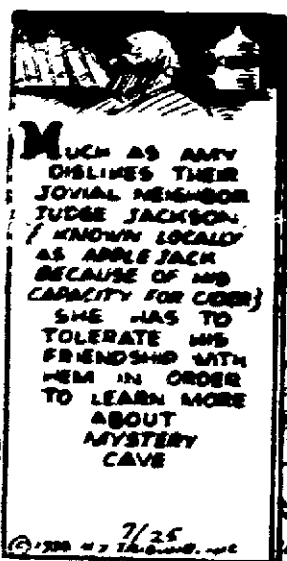 MUCH AS AMY
DISLIKES THEIR
JOVIAL NEIGHBOR
JUDGE JACKSON
{ KNOWN LOCALLY
AS APPLE JACK
BECAUSE OF HIS
CAPACITY FOR CIDER}
SHE HAS TO
TOLERATE HIS
FRIENDSHIP WITH
THEM IN ORDER
TO LEARN MORE
ABOUT
MYSTERY
CAVE
7/25
©